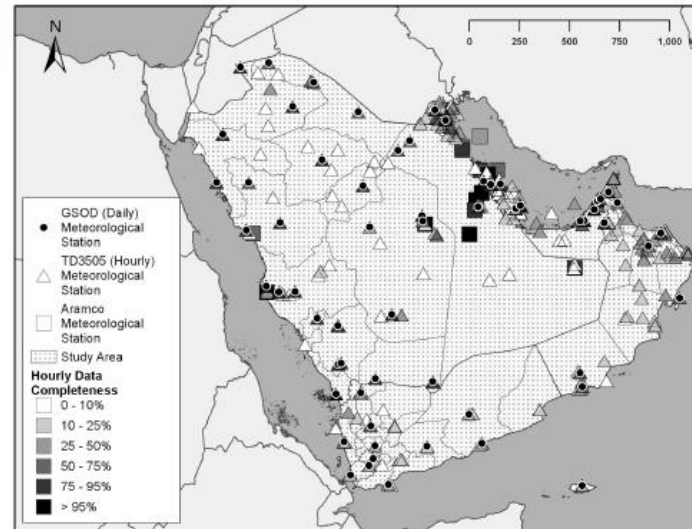 N
0 250 500 750 1,000
GSOD (Daily)
Meteorological
Station
TD3505 (Hourly)
Meteorological
Station
Aramco
Meteorological
Station
Study Area
Hourly Data
Completeness
0 - 10%
10 - 25%
25 - 50%
50 - 75%
75 - 95%
> 95%